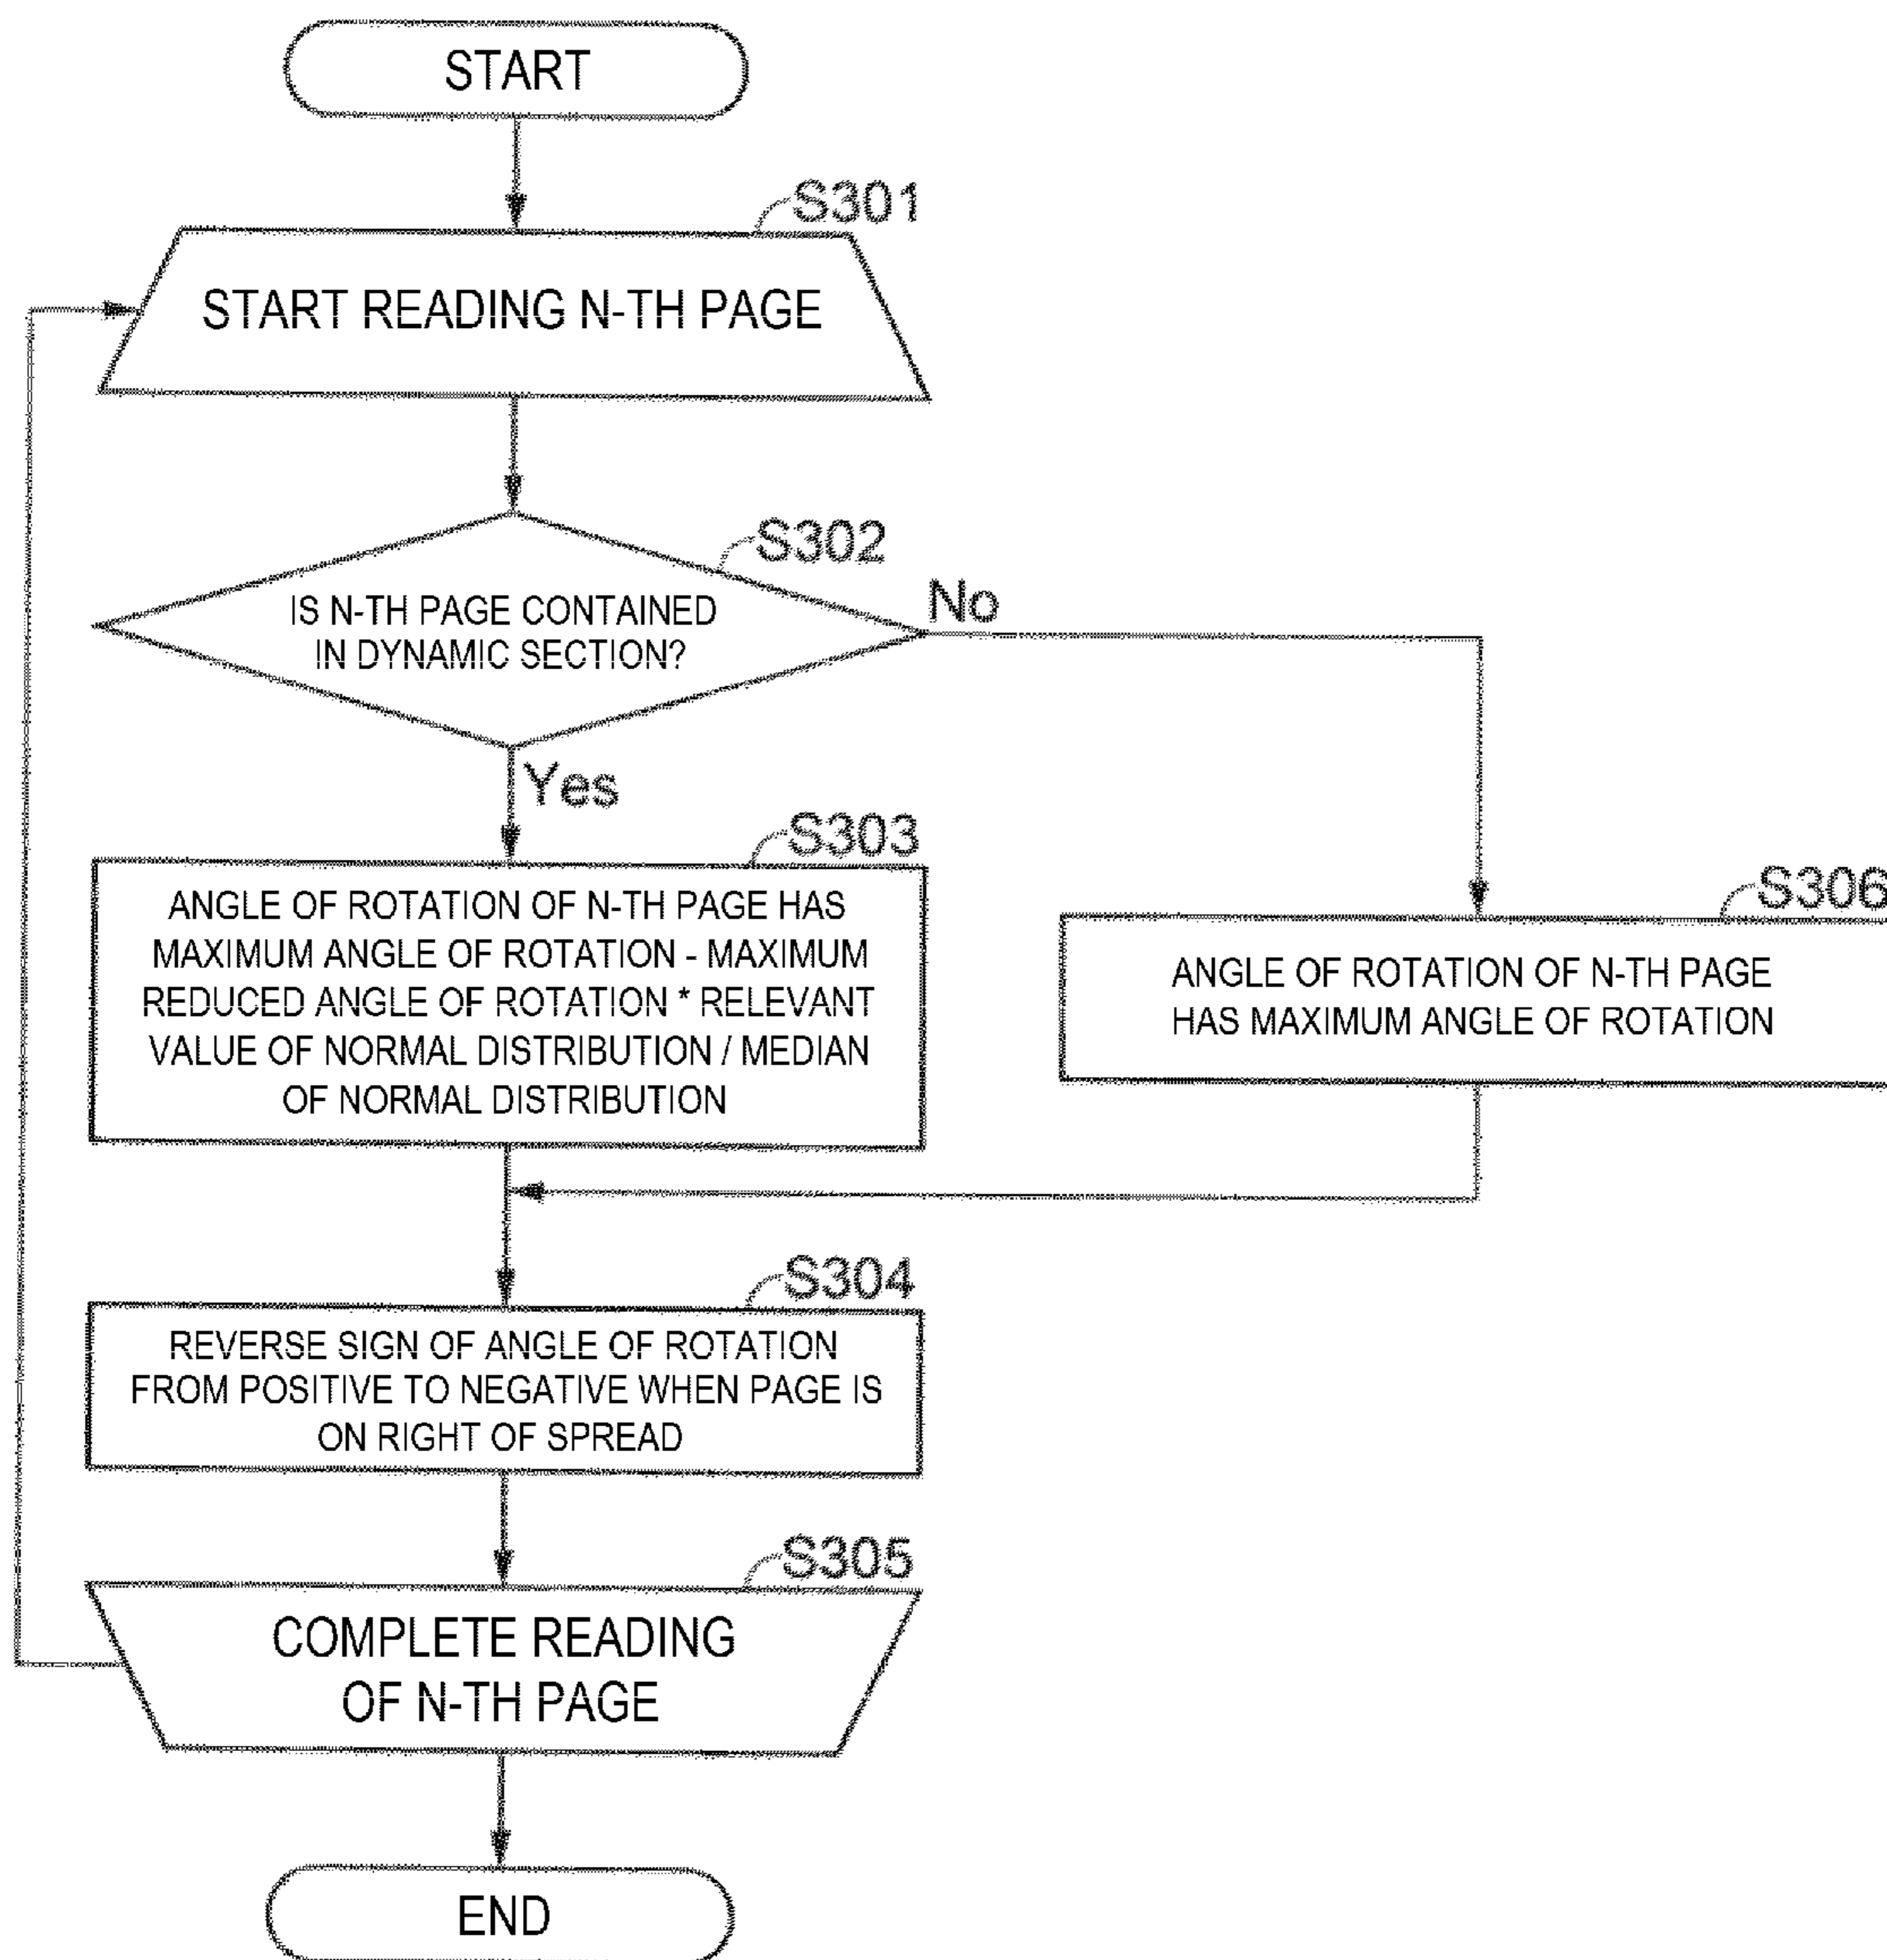 START
S301
START READING N-TH PAGE
S302
IS N-TH PAGE CONTAINED
IN DYNAMIC SECTION?
No
Yes
S303
ANGLE OF ROTATION OF N-TH PAGE HAS
MAXIMUM ANGLE OF ROTATION - MAXIMUM
REDUCED ANGLE OF ROTATION * RELEVANT
VALUE OF NORMAL DISTRIBUTION / MEDIAN
OF NORMAL DISTRIBUTION
S306
ANGLE OF ROTATION OF N-TH PAGE
HAS MAXIMUM ANGLE OF ROTATION
S304
REVERSE SIGN OF ANGLE OF ROTATION
FROM POSITIVE TO NEGATIVE WHEN PAGE IS
ON RIGHT OF SPREAD
S305
COMPLETE READING
OF N-TH PAGE
END